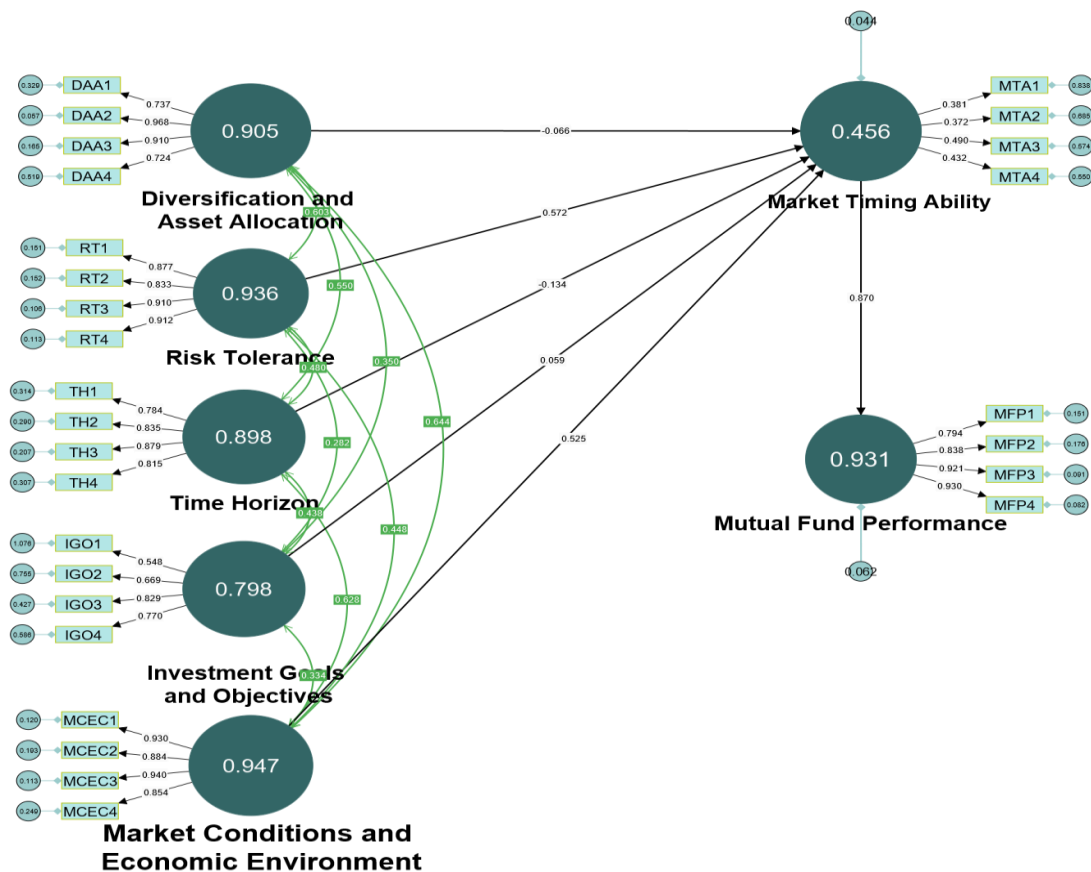 0.044
0.329 DAA1 0.737
0.057 DAA2 0.968
0.165 DAA3 0.910
0.519 DAA4 0.724
0.905
Diversification and
Asset Allocation
-0.066
0.456
Market Timing Ability
0.381 MTA1 0.838
0.372 MTA2 0.685
0.490 MTA3 0.574
0.432 MTA4 0.550
0.603
0.151 RT1 0.877
0.152 RT2 0.833
0.106 RT3 0.910
0.113 RT4 0.912
0.936
Risk Tolerance
0.572
0.550
-0.134
0.870
0.350
0.480
0.059
0.314 TH1 0.784
0.290 TH2 0.835
0.207 TH3 0.879
0.307 TH4 0.815
0.898
Time Horizon
0.644
0.525
0.282
0.438
0.448
0.794 MFP1 0.151
0.838 MFP2 0.176
0.921 MFP3 0.091
0.930 MFP4 0.082
0.931
Mutual Fund Performance
0.062
1.076 IGO1 0.548
0.755 IGO2 0.669
0.427 IGO3 0.829
0.586 IGO4 0.770
0.798
0.628
Investment Goals
and Objectives
0.334
0.120 MCEC1 0.930
0.193 MCEC2 0.884
0.113 MCEC3 0.940
0.249 MCEC4 0.854
0.947
Market Conditions and
Economic Environment